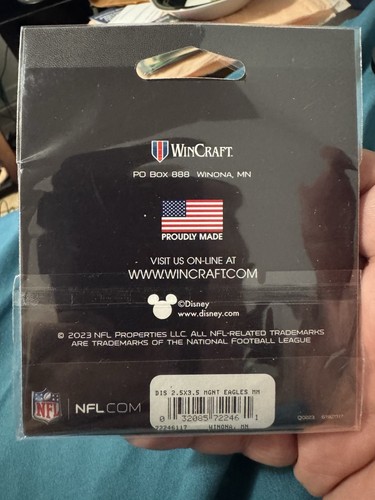 WINCRAFT
PO BOX 888 WINONA, MN
PROUDLY MADE
VISIT US ON-LINE AT
WWW.WINCRAFT.COM
©Disney
www.disney.com
© 2023 NFL PROPERTIES LLC. ALL NFL-RELATED TRADEMARKS
ARE TRADEMARKS OF THE NATIONAL FOOTBALL LEAGUE
NFL | NFL.COM
DIS 2.5X3.5 MGNT EAGLES MM
0 32085 72246 1
72246117 WINONA, MN